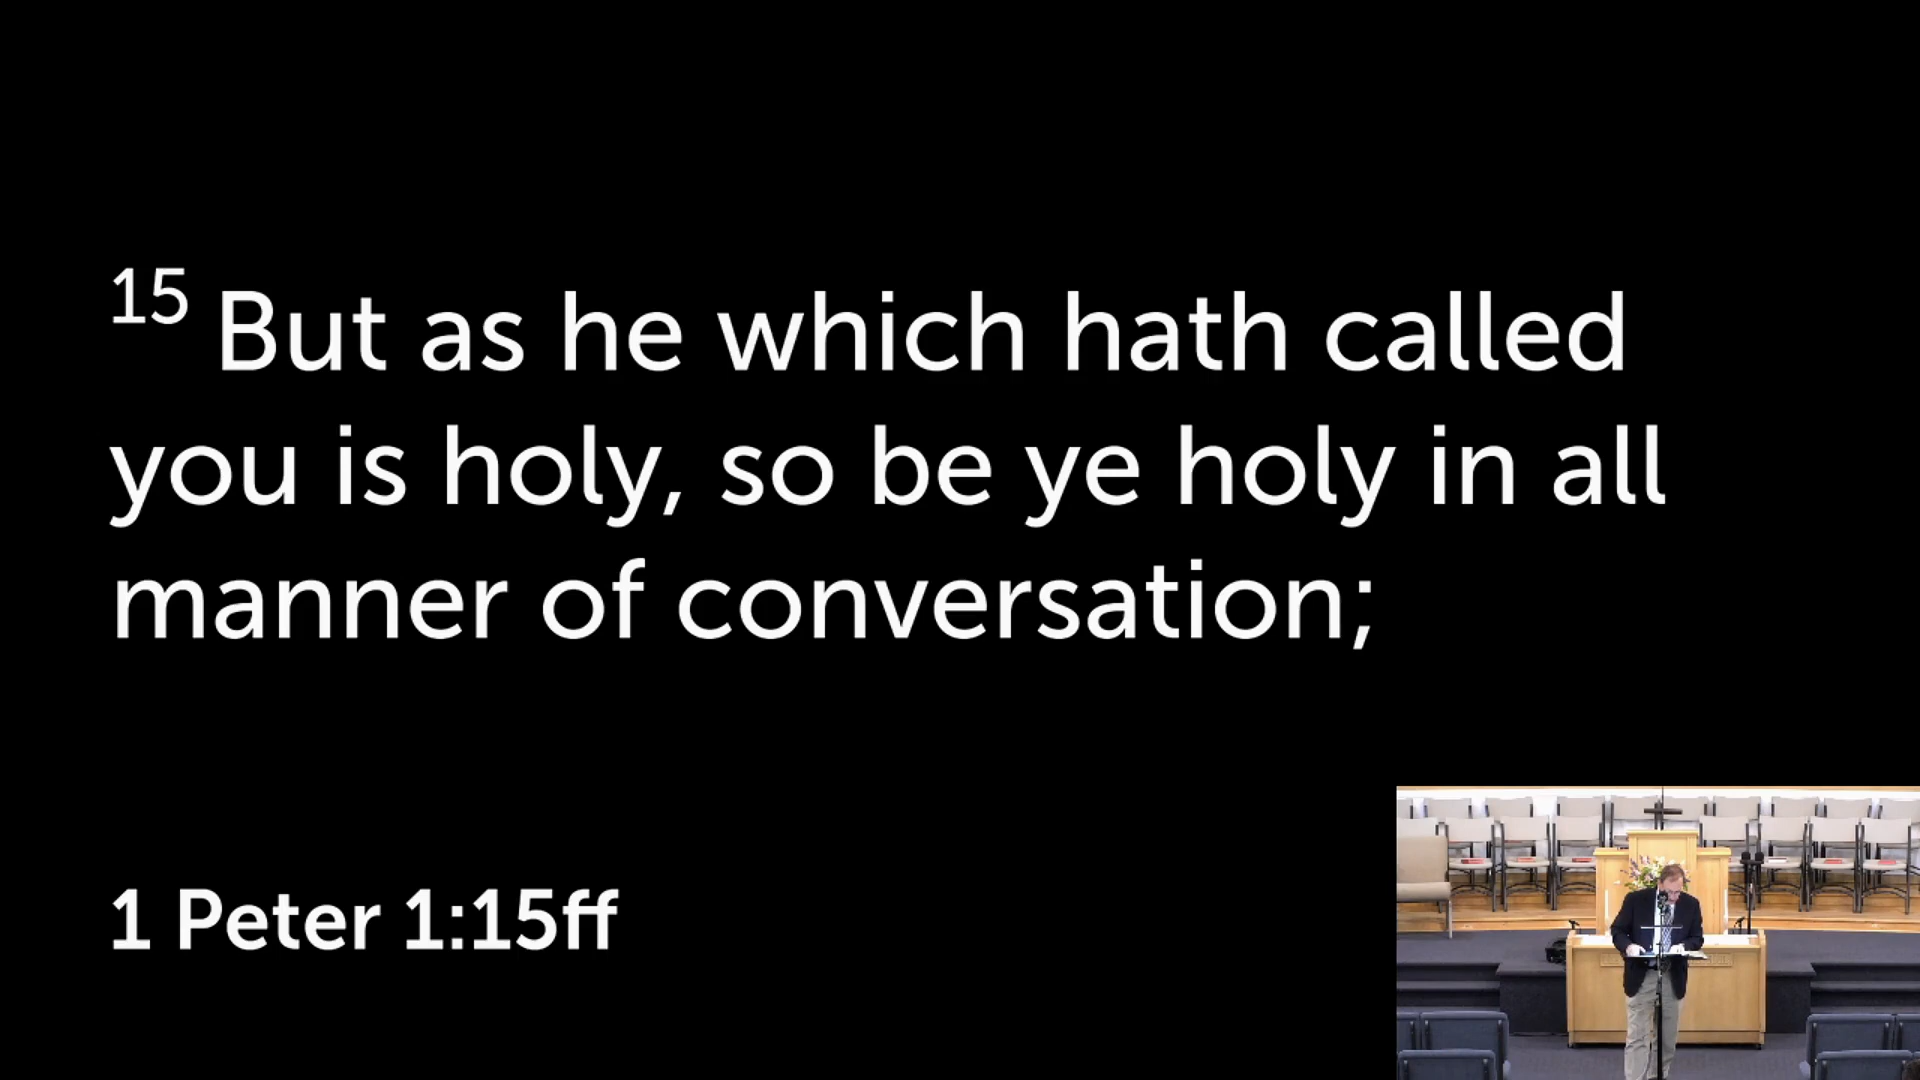 15 But as he which hath called
you is holy, so be ye holy in all
manner of conversation;
1 Peter 1:15ff